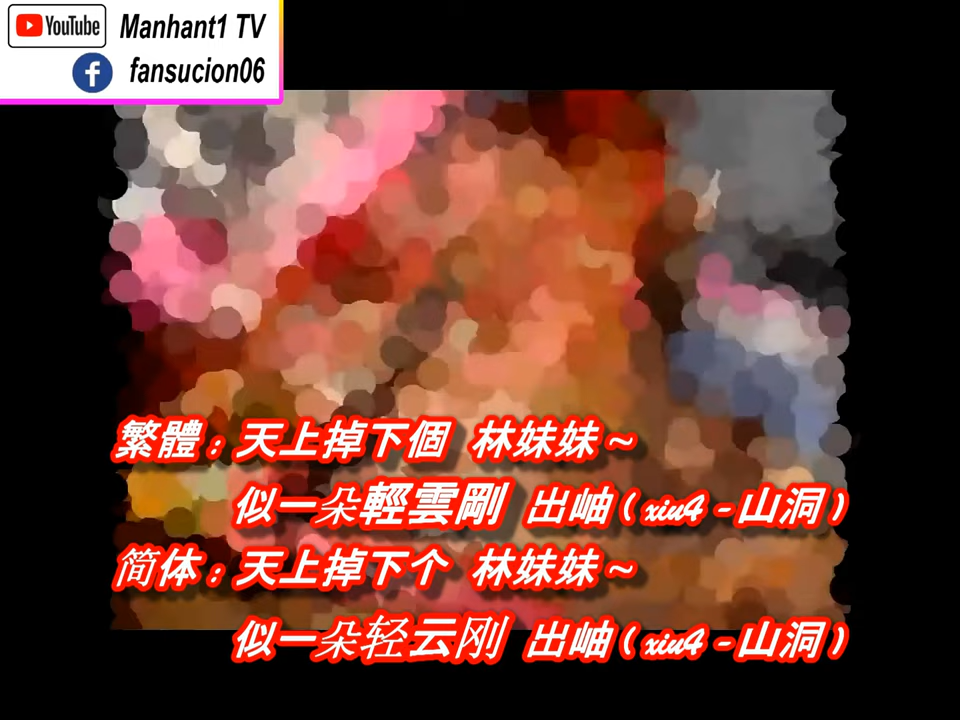 YouTube Manhant1 TV
fansucion06
繁體：天上掉下個 林妹妹～
似一朵輕雲剛 出岫（xiu4－山洞）
简体：天上掉下个 林妹妹～
似一朵轻云刚 出岫（xiu4－山洞）